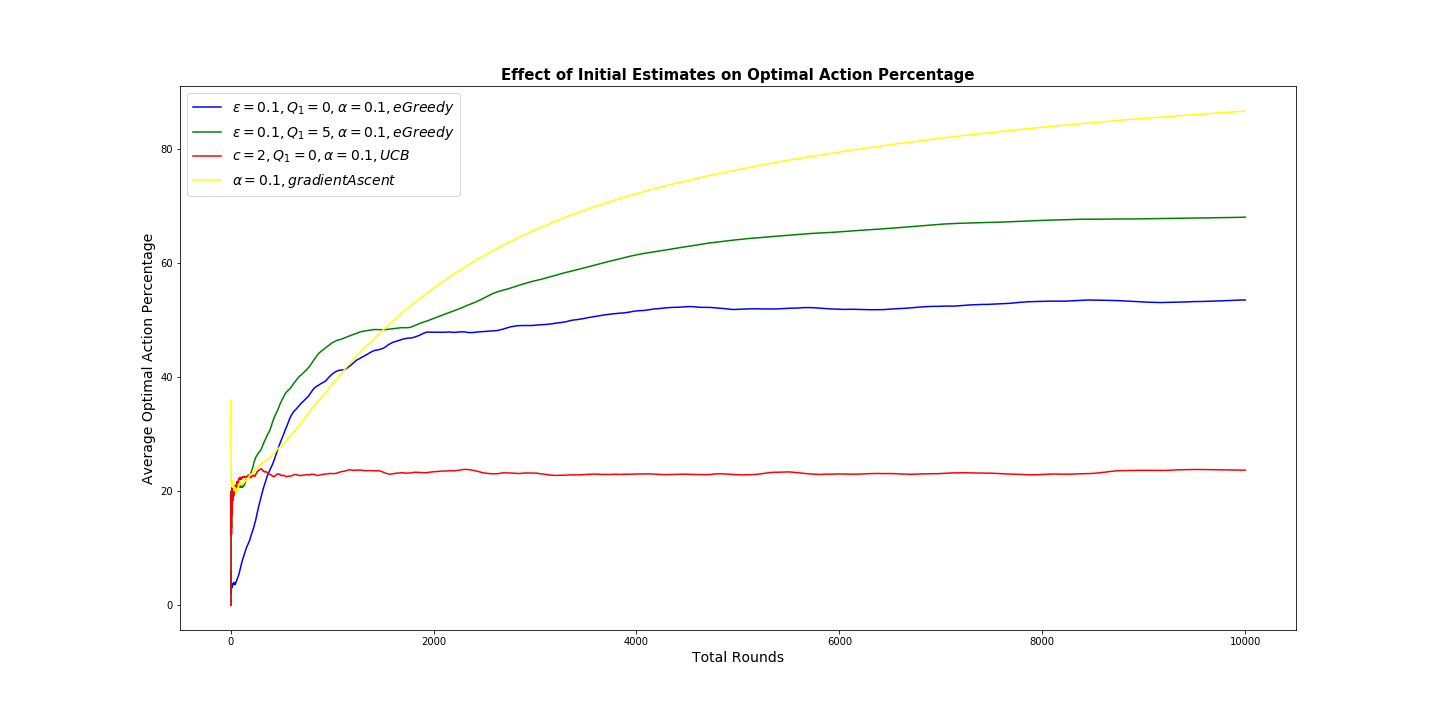 Effect of Initial Estimates on Optimal Action Percentage
ε = 0.1, Q₁ = 0, α = 0.1, eGreedy
ε = 0.1, Q₁ = 5, α = 0.1, eGreedy
c = 2, Q₁ = 0, α = 0.1, UCB
α = 0.1, gradientAscent
Average Optimal Action Percentage
80
60
40
20
0
0 2000 4000 6000 8000 10000
Total Rounds